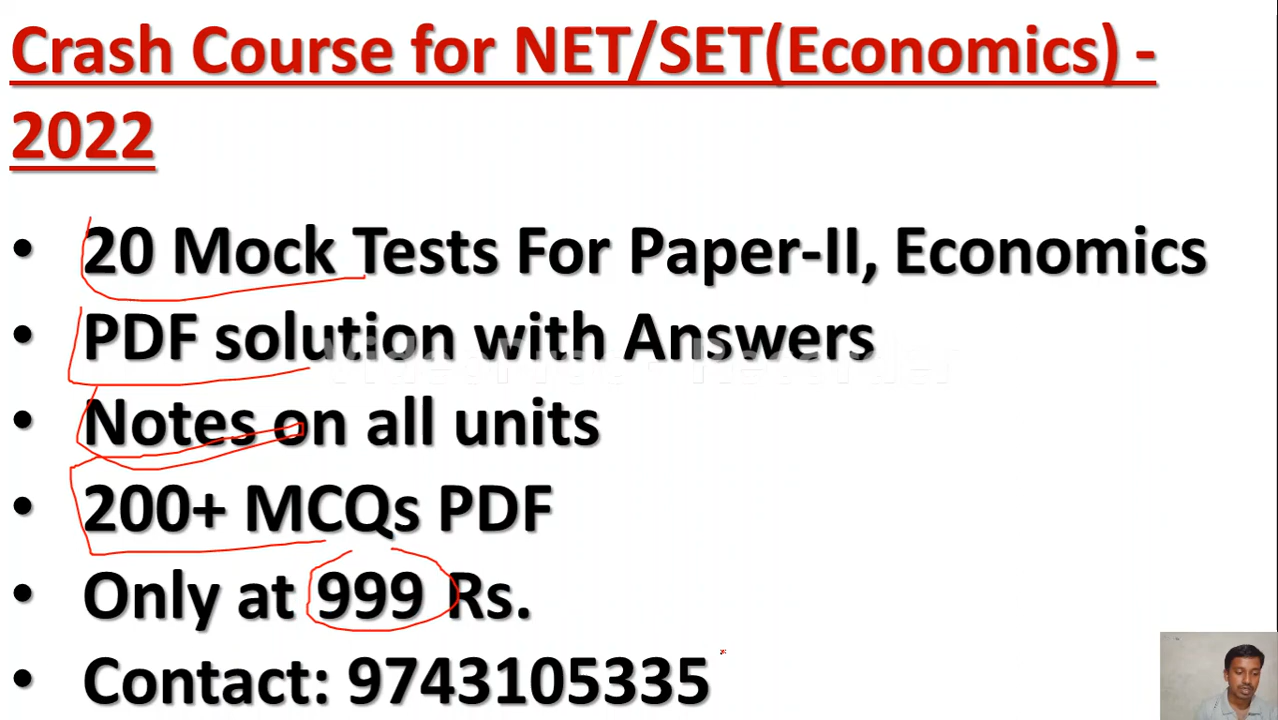 Crash Course for NET/SET(Economics) -
2022
• 20 Mock Tests For Paper-II, Economics
• PDF solution with Answers
• Notes on all units
• 200+ MCQs PDF
• Only at 999 Rs.
• Contact: 9743105335